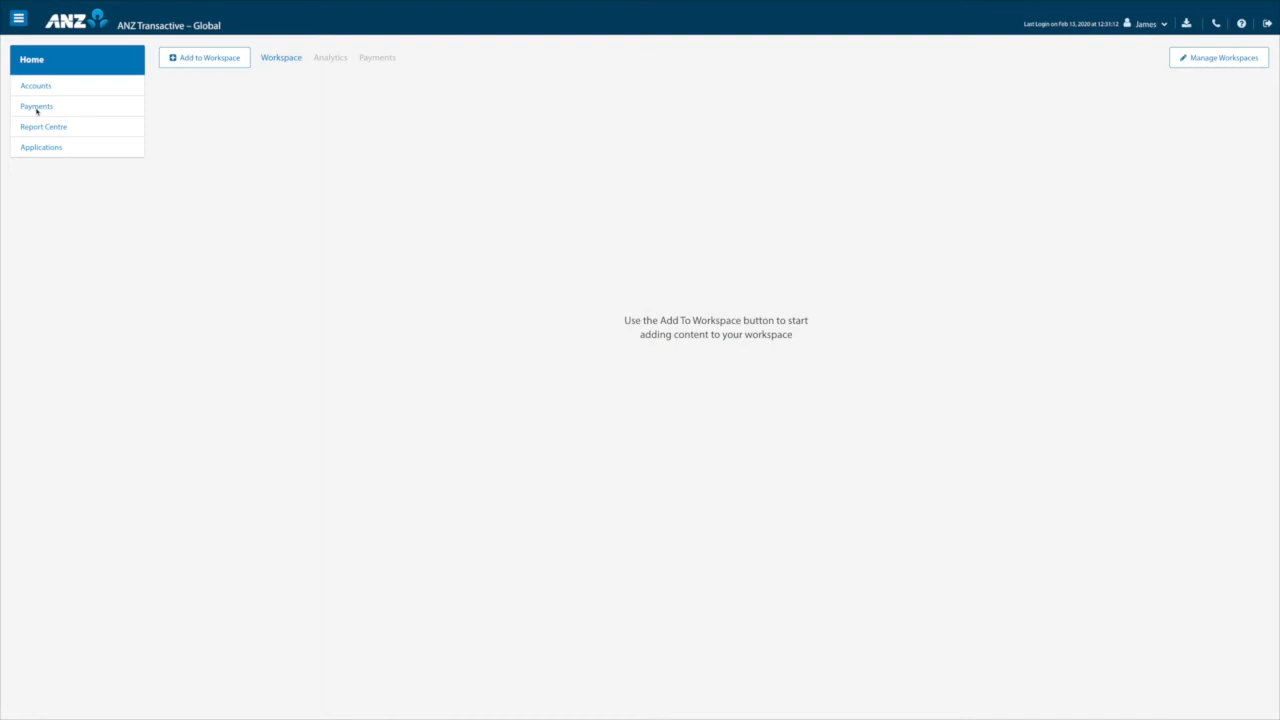 ANZ ANZ Transactive – Global
Last Login on Feb 13, 2020 at 12:31:12 James
Home
Accounts
Payments
Report Centre
Applications
Add to Workspace Workspace Analytics Payments
Manage Workspaces
Use the Add To Workspace button to start
adding content to your workspace